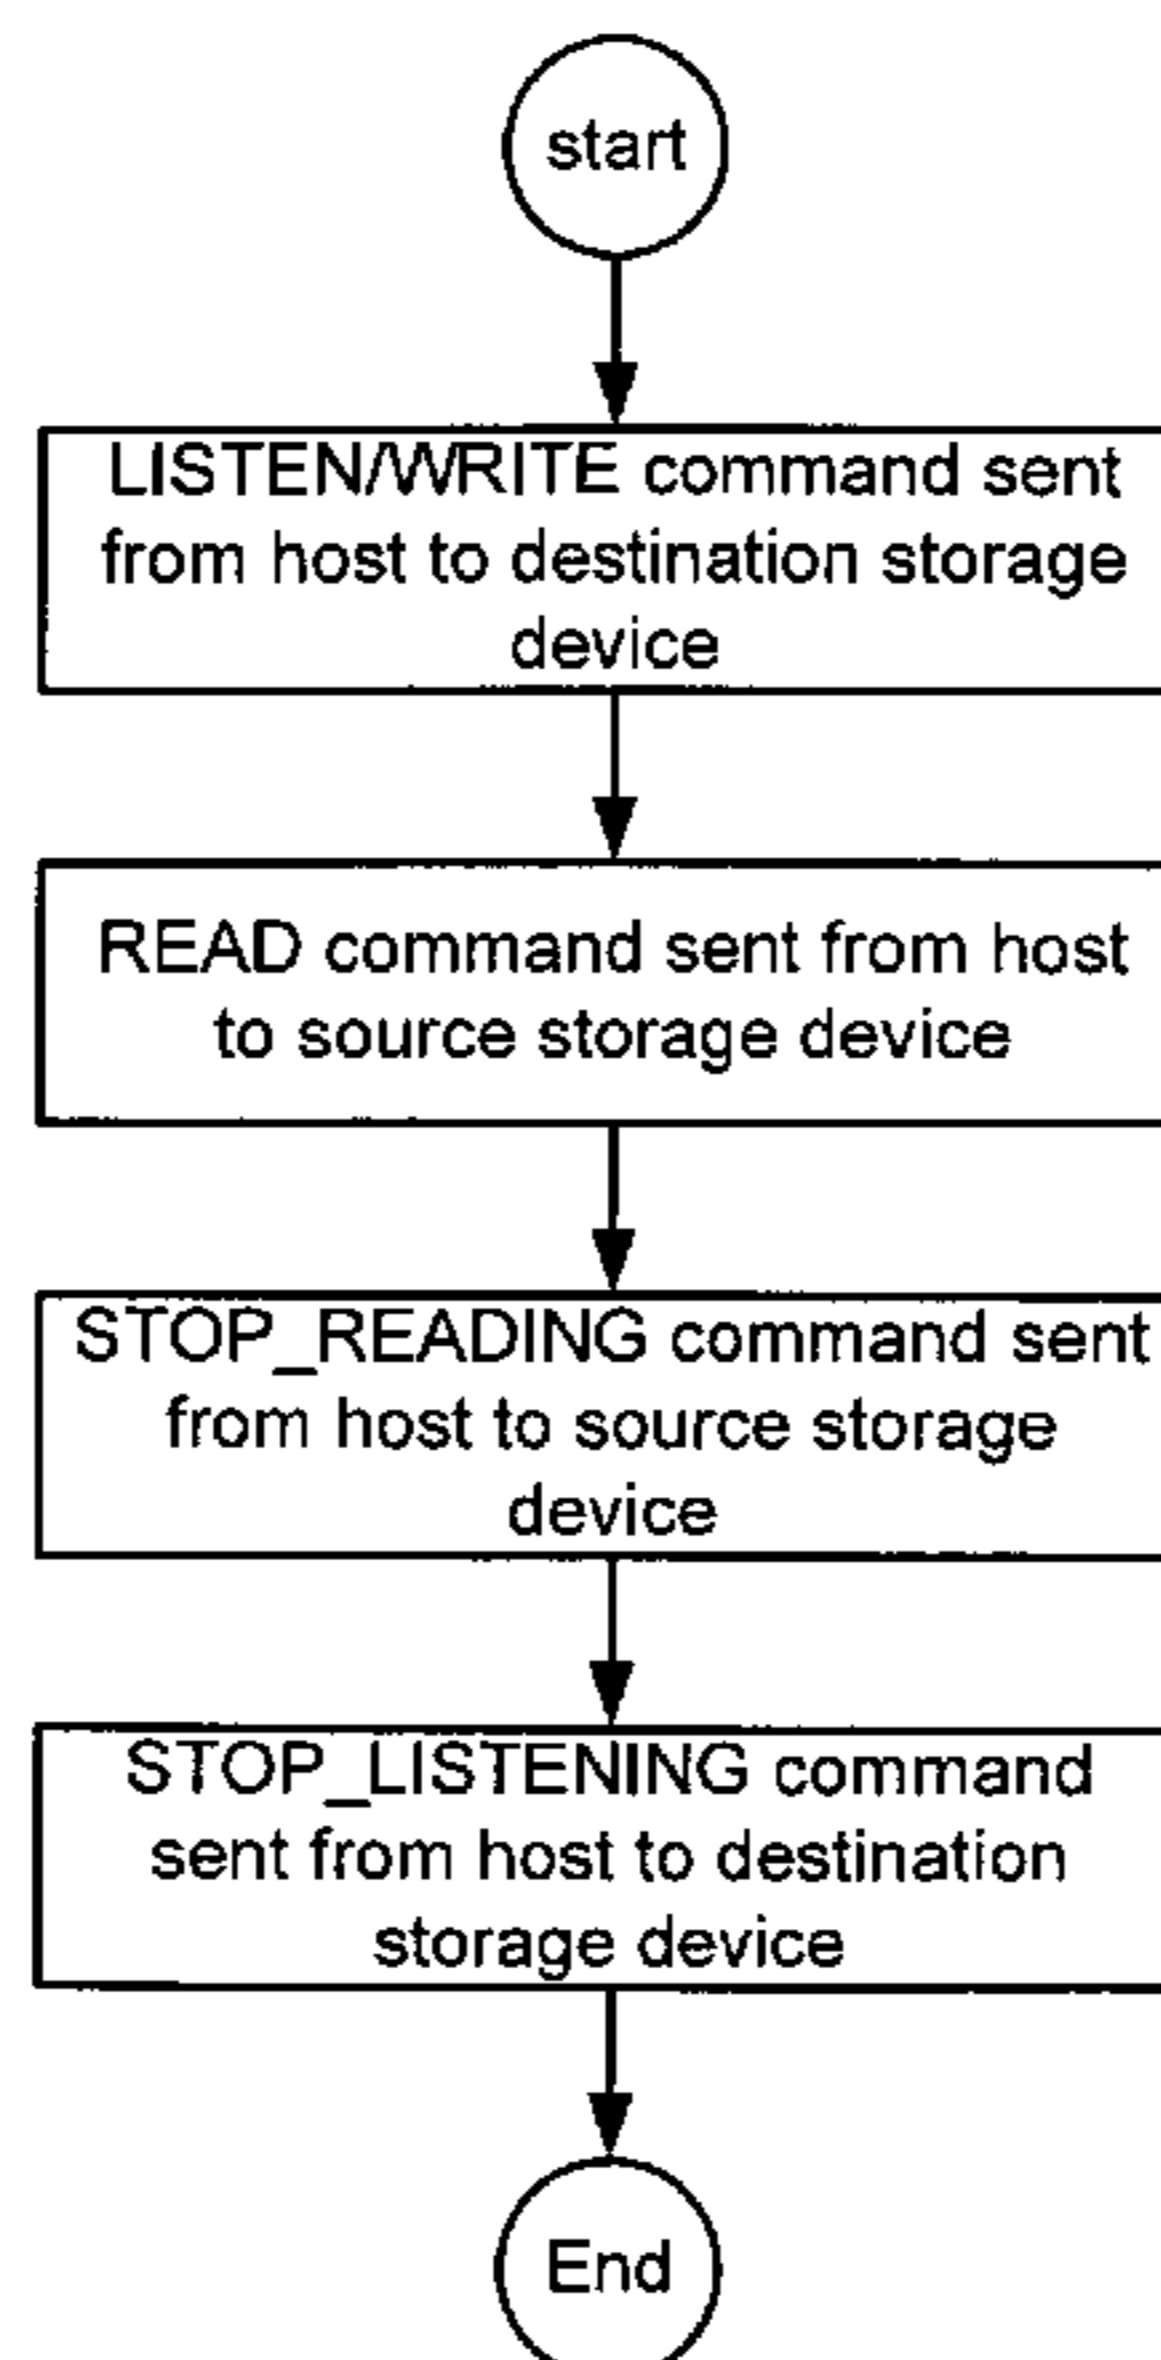 start
LISTEN/WRITE command sent
from host to destination storage
device
READ command sent from host
to source storage device
STOP_READING command sent
from host to source storage
device
STOP_LISTENING command
sent from host to destination
storage device
End